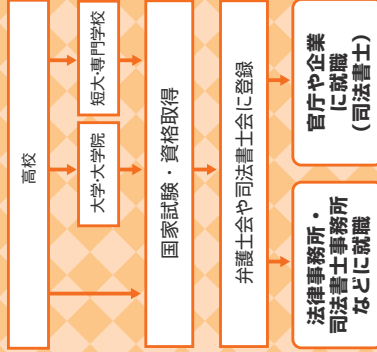 高校
大学・大学院
短大・専門学校
国家試験・資格取得
弁護士会や司法書士会に登録
法律事務所・
司法書士事務所
などに就職
官庁や企業
に就職
(司法書士)